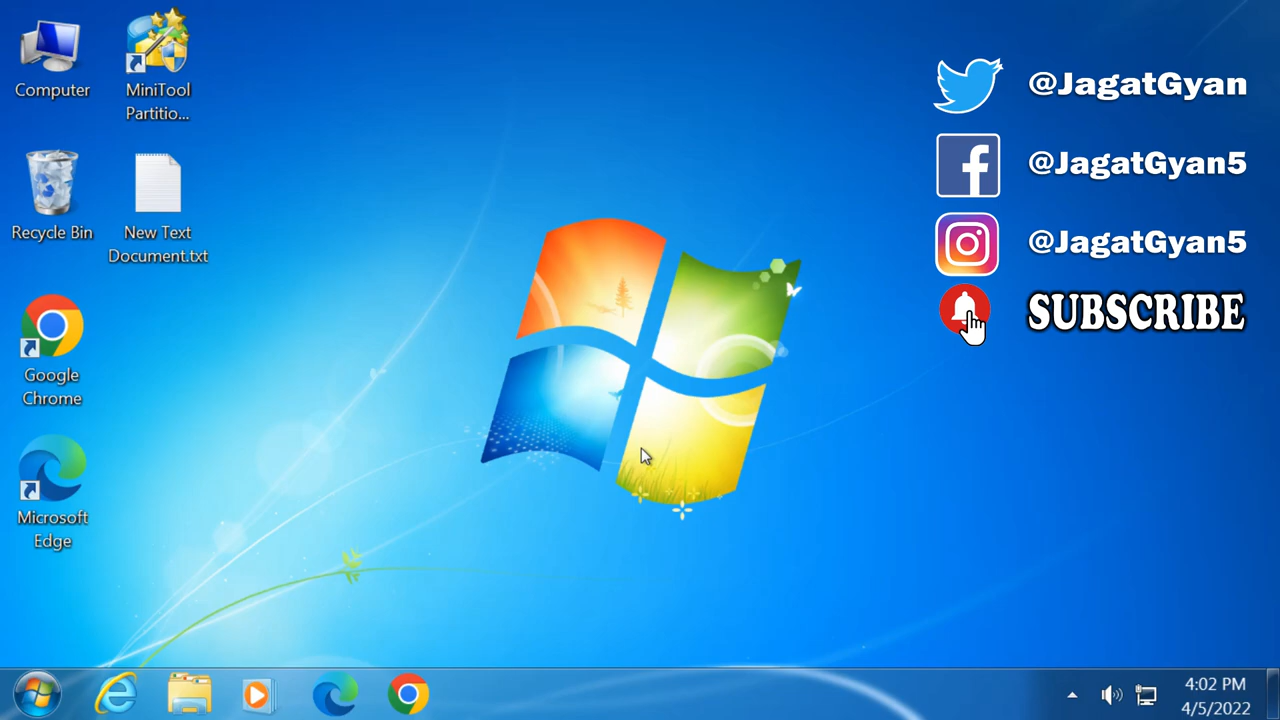 Computer
MiniTool
Partitio...
Recycle Bin
New Text
Document.txt
Google
Chrome
Microsoft
Edge
@JagatGyan
@JagatGyan5
@JagatGyan5
SUBSCRIBE
4:02 PM
4/5/2022